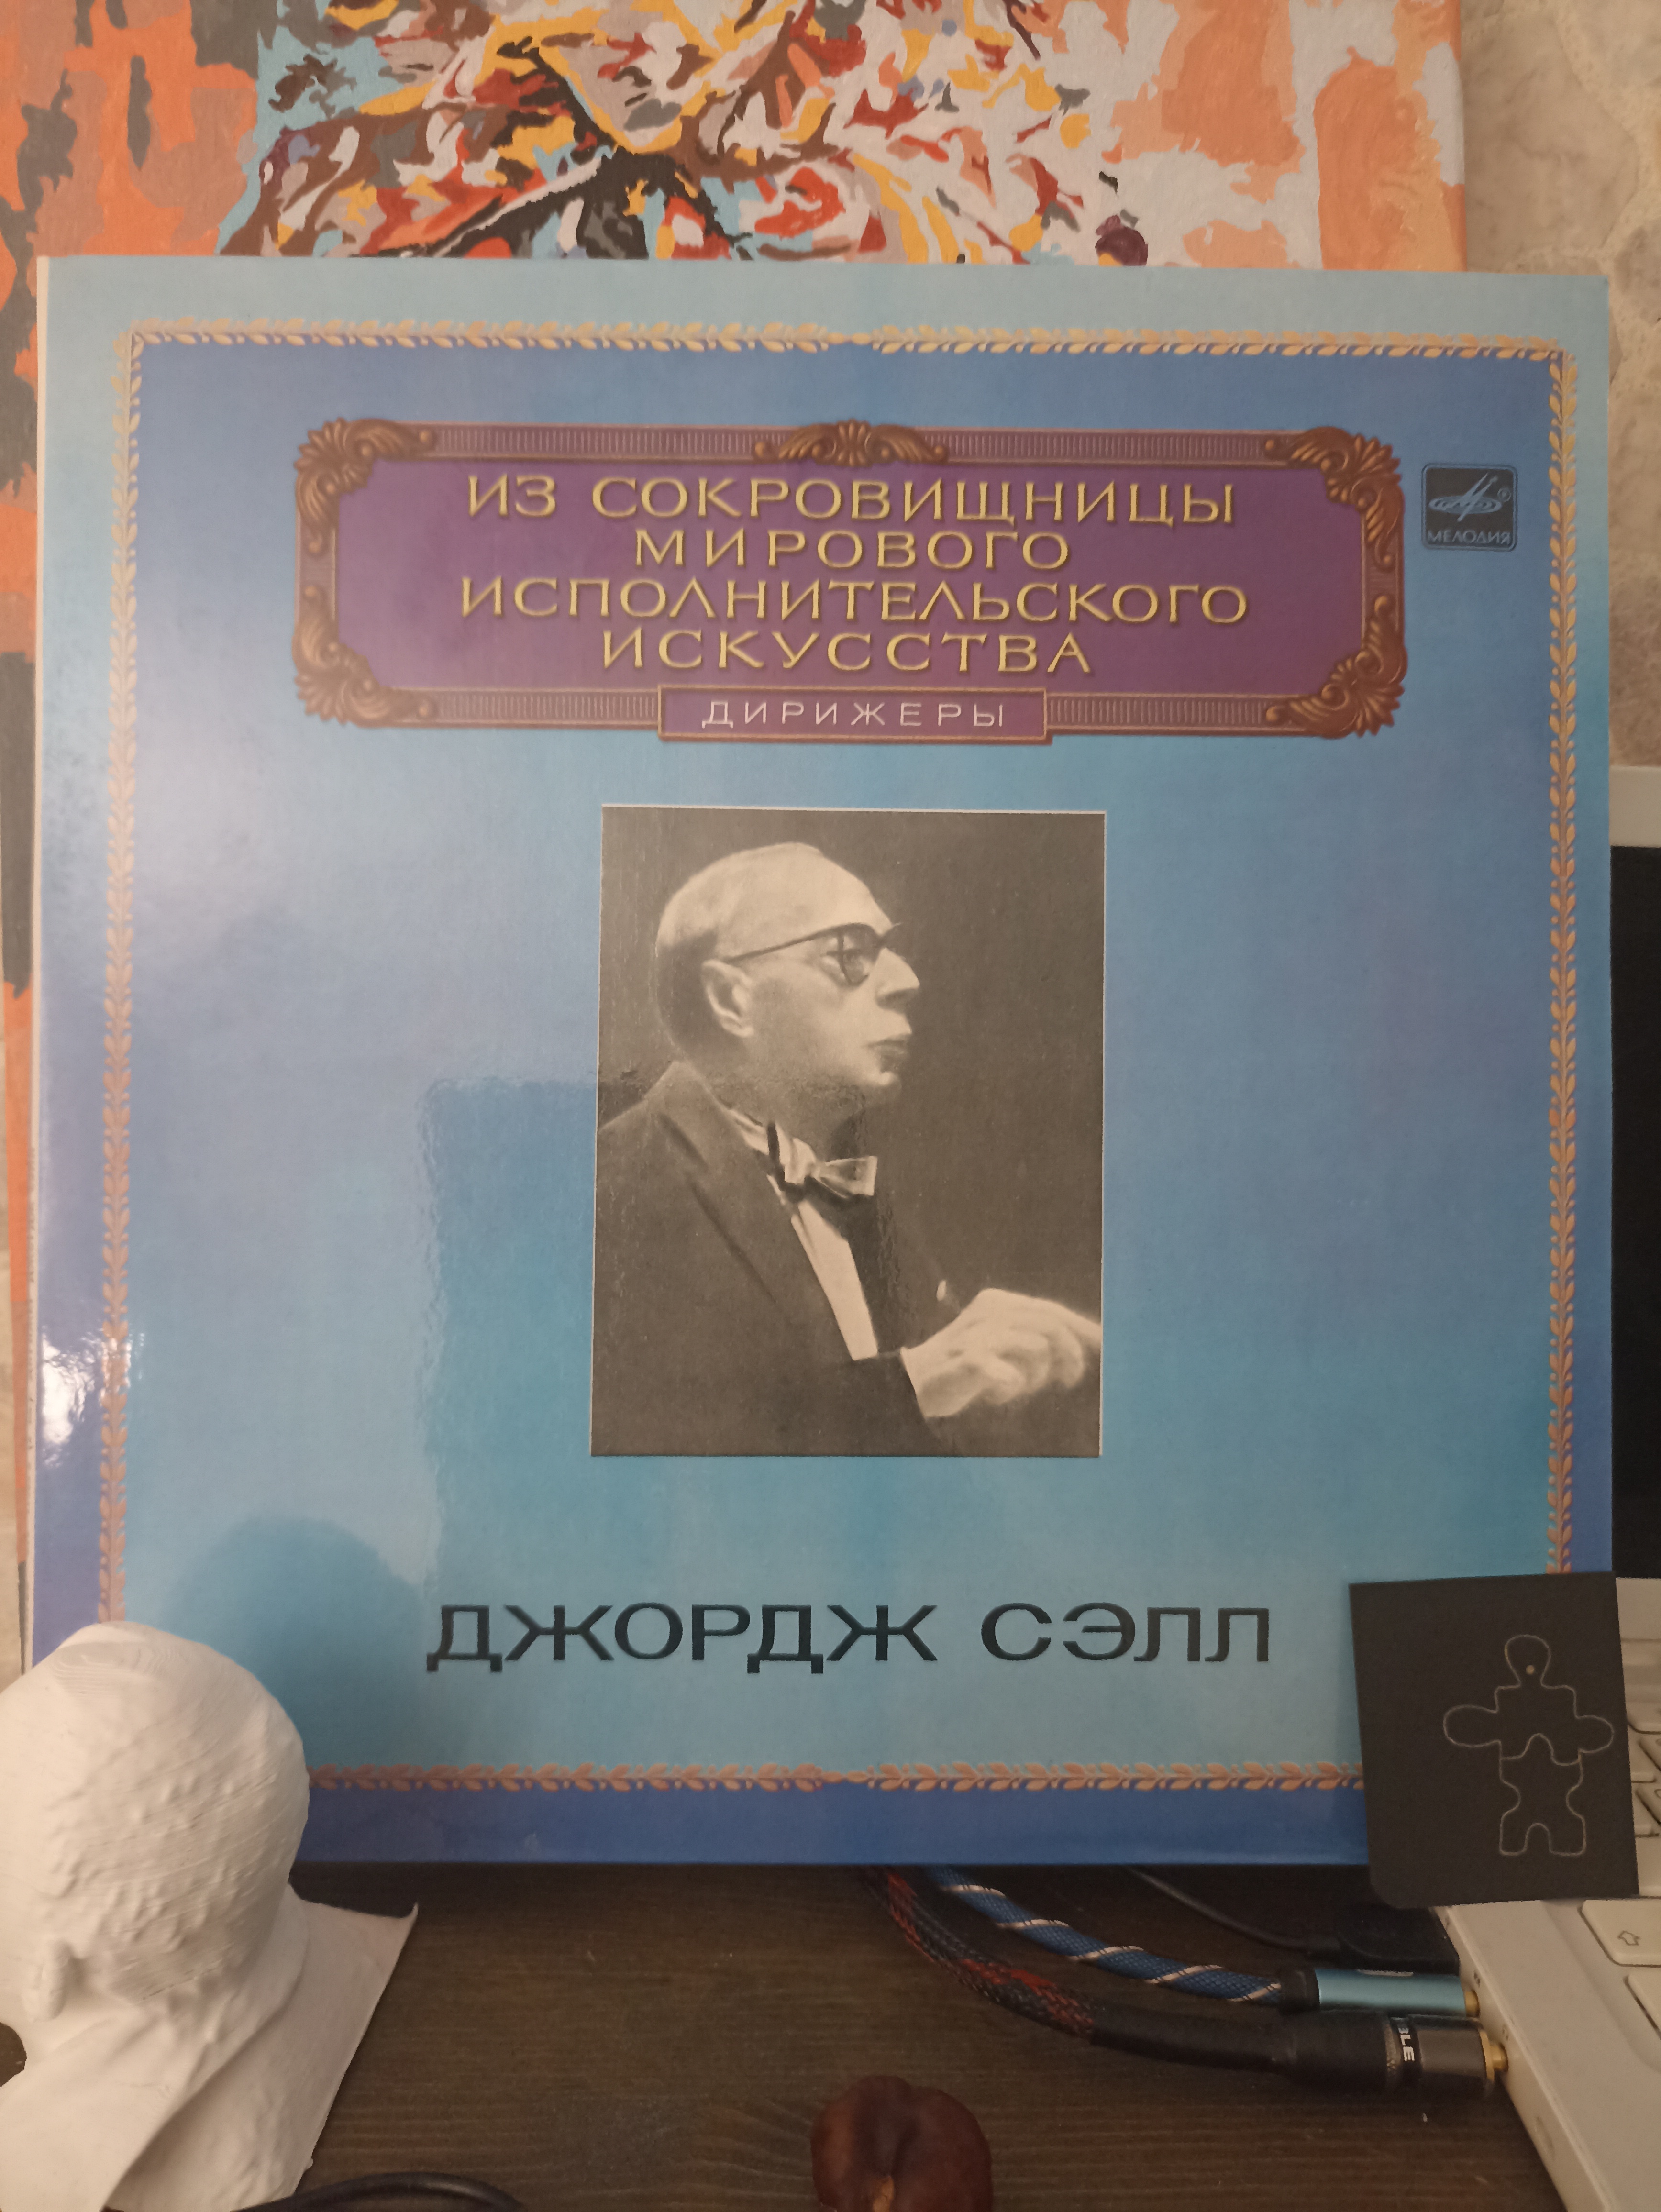 ИЗ СОКРОВИЩНИЦЫ
МИРОВОГО
ИСПОЛНИТЕЛЬСКОГО
ИСКУССТВА
ДИРИЖЕРЫ
МЕЛОДИЯ
ДЖОРДЖ СЭЛЛ